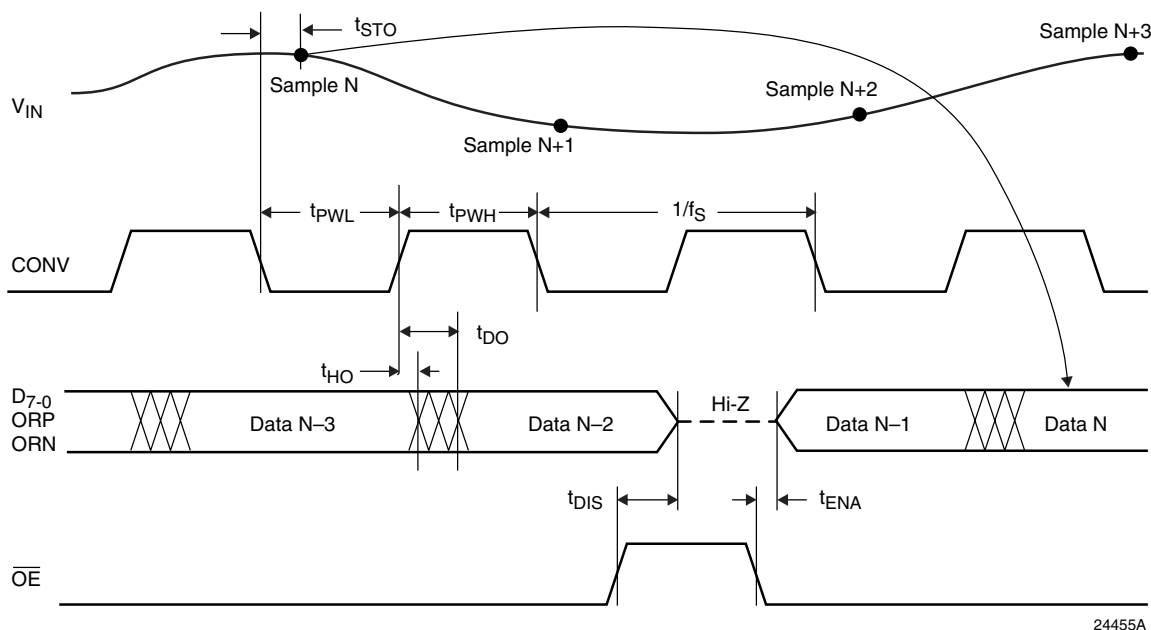 tSTO
Sample N+3
Sample N
Sample N+2
VIN
Sample N+1
tPWL
tPWH
1/fS
CONV
tDO
tHO
D7-0
ORP
ORN
Data N–3
Data N–2
Hi-Z
Data N–1
Data N
tDIS
tENA
OE
24455A